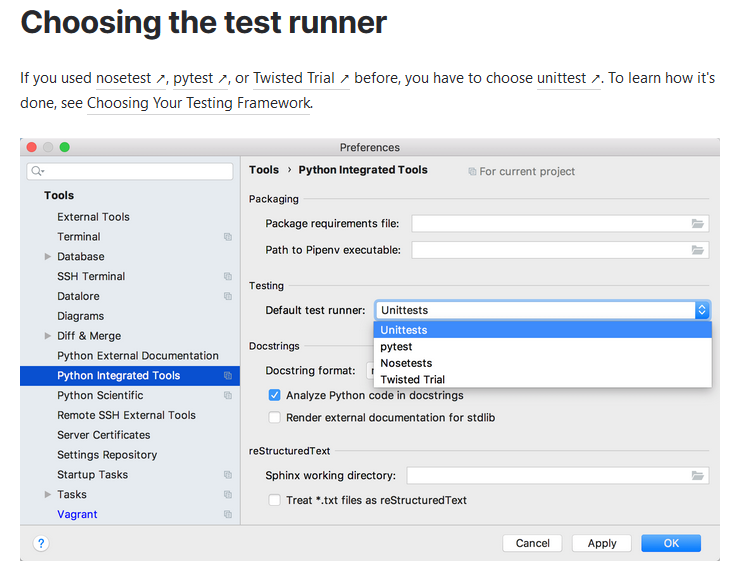 Choosing the test runner
If you used nosetest ↗, pytest ↗, or Twisted Trial ↗ before, you have to choose unittest ↗. To learn how it's
done, see Choosing Your Testing Framework.
Preferences
Tools
External Tools
Terminal
Database
SSH Terminal
Datalore
Diagrams
Diff & Merge
Python External Documentation
Python Integrated Tools
Python Scientific
Remote SSH External Tools
Server Certificates
Settings Repository
Startup Tasks
Tasks
Vagrant
?
Tools › Python Integrated Tools For current project
Packaging
Package requirements file:
Path to Pipenv executable:
Testing
Default test runner: Unittests
Unittests
pytest
Nosetests
Twisted Trial
Docstrings
Docstring format:
Analyze Python code in docstrings
Render external documentation for stdlib
reStructuredText
Sphinx working directory:
Treat *.txt files as reStructuredText
Cancel Apply OK